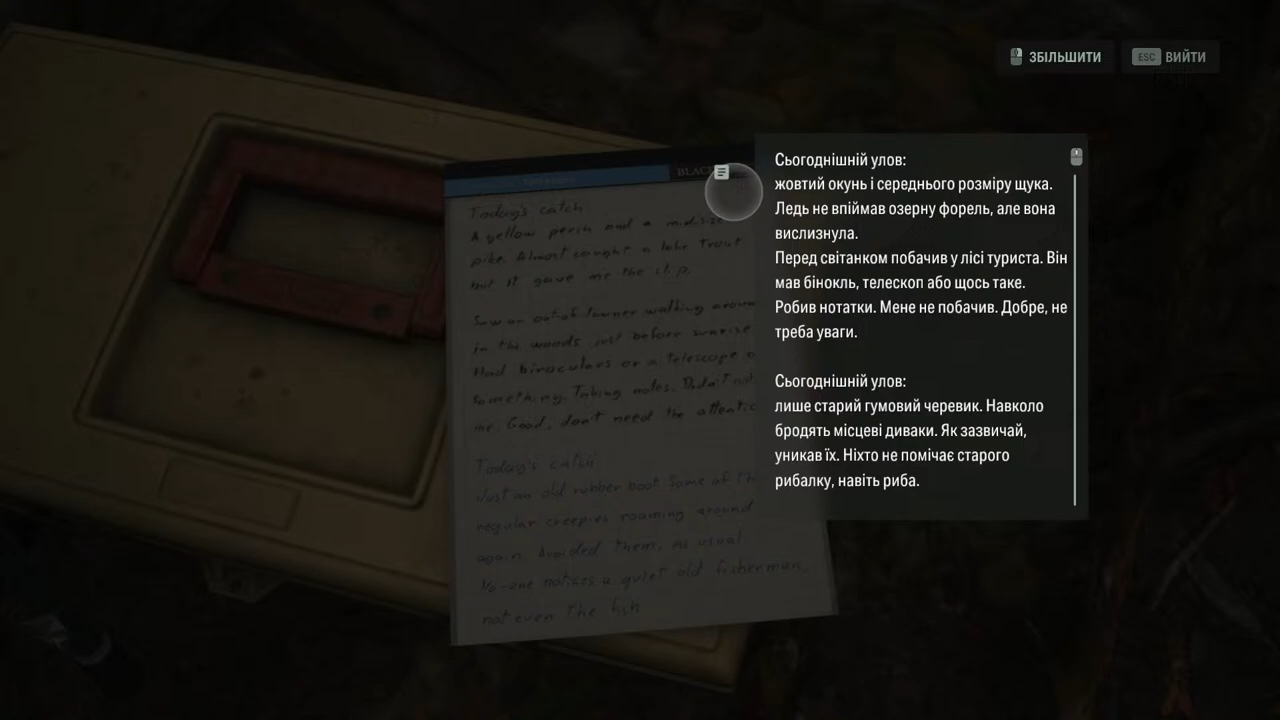 ЗБІЛЬШИТИ
ESC ВИЙТИ
BLAC
Today's catch
A yellow perch and a mid-size
pike. Almost caught a lake trout
but it gave me the slip.
Saw an out-of towner walking aroun
in the woods just before sunrise
Had binoculars or a telescope o
something. Taking notes. Didn't not
me. Good, don't need the attentio
Today's catch
Just an old rubber boot Some of th
regular creepies roaming around
again. Avoided them, as usual
No-one notices a quiet old fisherman,
not even the fish
Сьогоднішній улов:
жовтий окунь і середнього розміру щука.
Ледь не впіймав озерну форель, але вона
вислизнула.
Перед світанком побачив у лісі туриста. Він
мав бінокль, телескоп або щось таке.
Робив нотатки. Мене не побачив. Добре, не
треба уваги.
Сьогоднішній улов:
лише старий гумовий черевик. Навколо
бродять місцеві диваки. Як зазвичай,
уникав їх. Ніхто не помічає старого
рибалку, навіть риба.